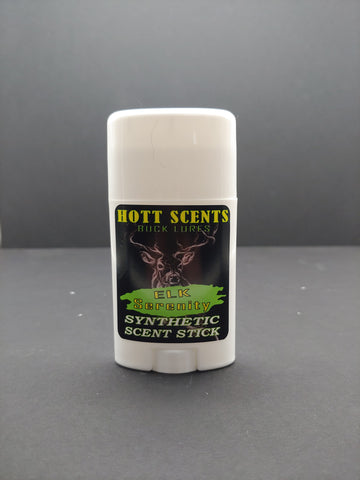 HOTT SCENTS
BUCK LURES
ELK
Serenity
SYNTHETIC
SCENT STICK